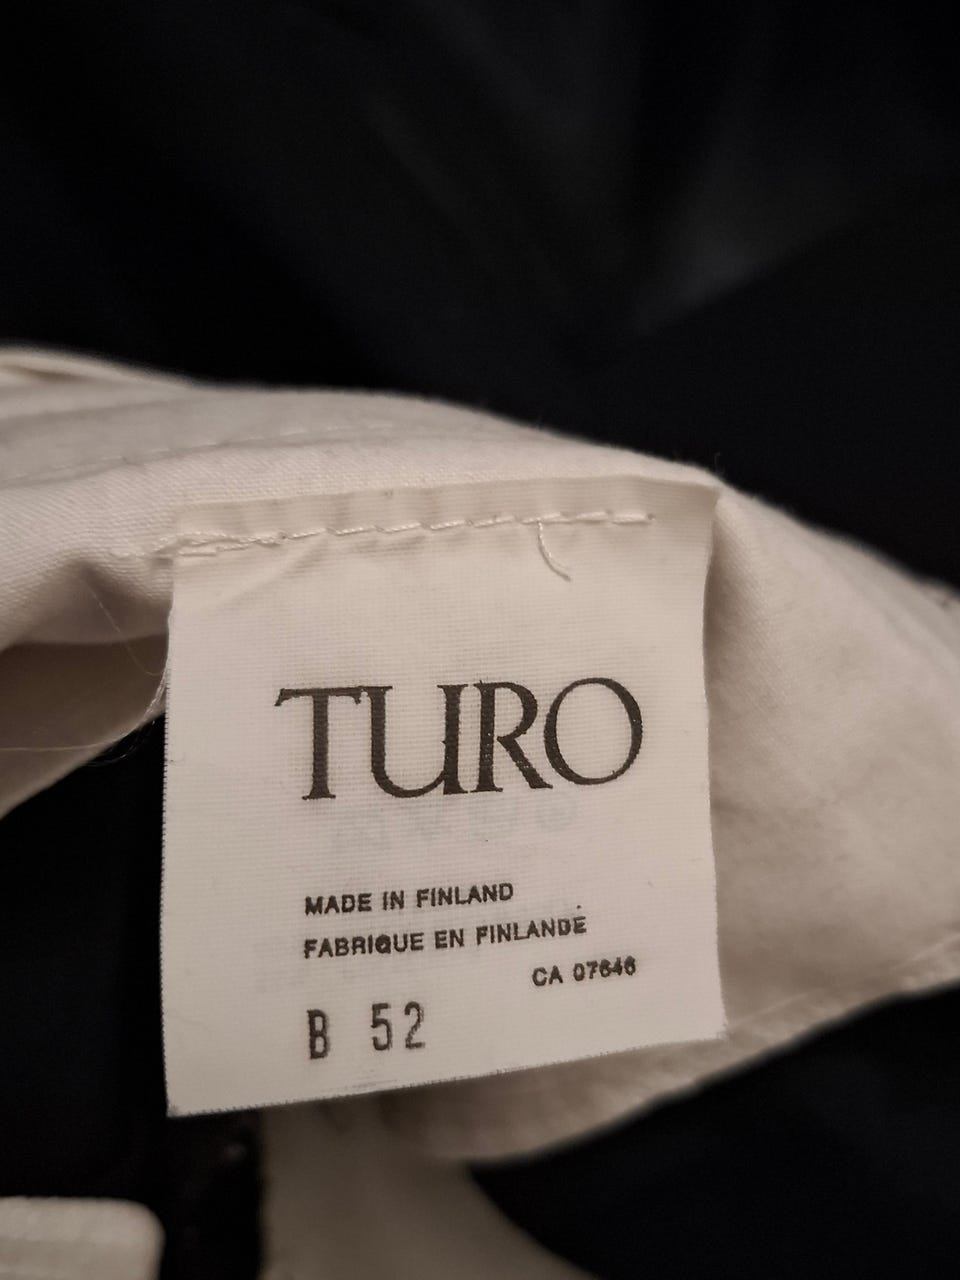 TURO
MADE IN FINLAND
FABRIQUE EN FINLANDE
CA 07646
B 52